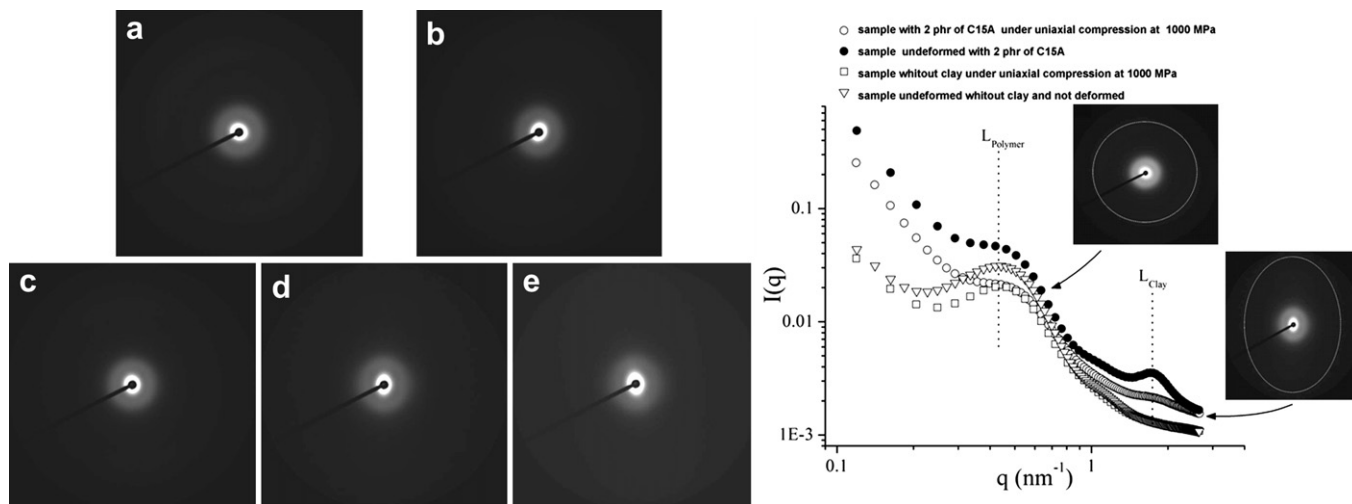 a
b
c
d
e
sample with 2 phr of C15A under uniaxial compression at 1000 MPa
sample undeformed with 2 phr of C15A
sample whitout clay under uniaxial compression at 1000 MPa
sample undeformed whitout clay and not deformed
L Polymer
L Clay
0.1
0.01
1E-3
I(q)
0.1
1
q (nm⁻¹)